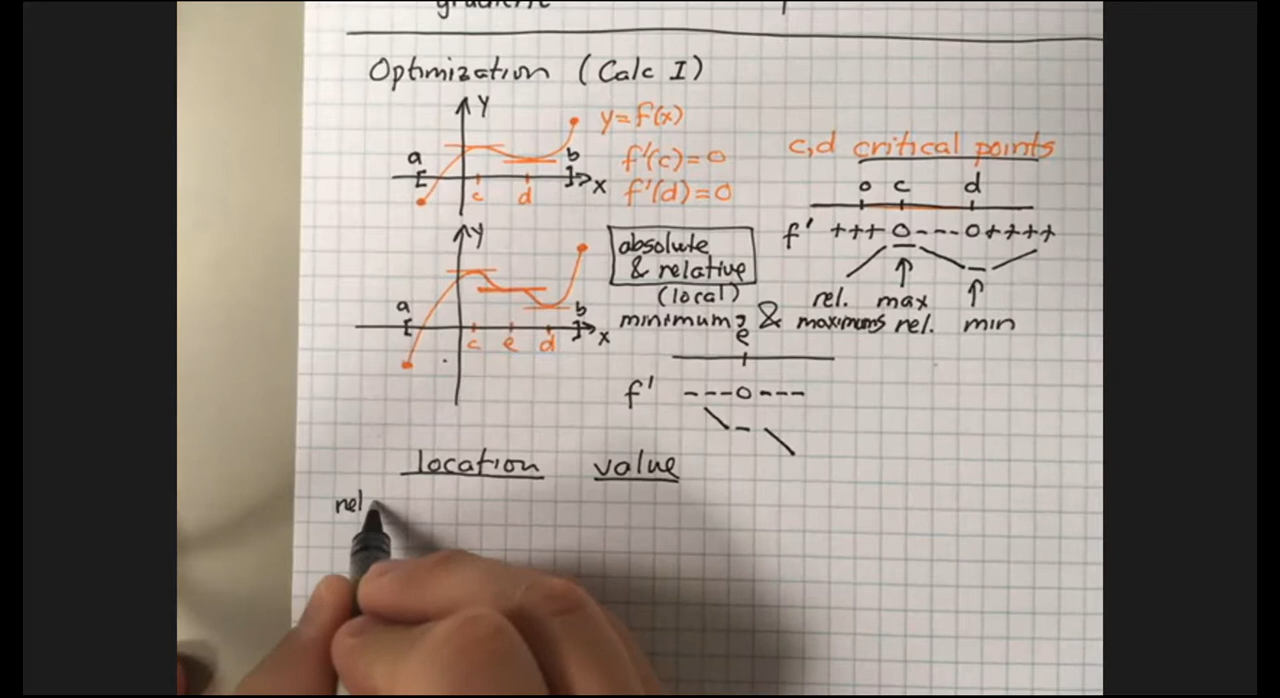 gradient
Optimization (Calc I)
y
a
b
x
c
d
y=f(x)
f'(c)=0
f'(d)=0
c,d critical points
o c d
f' +++ 0 --- 0 ++++
rel. max
maximums rel.
min
y
a
b
x
c e d
absolute
& relative
(local)
minimums &
e
f' ---0---
location value
rel